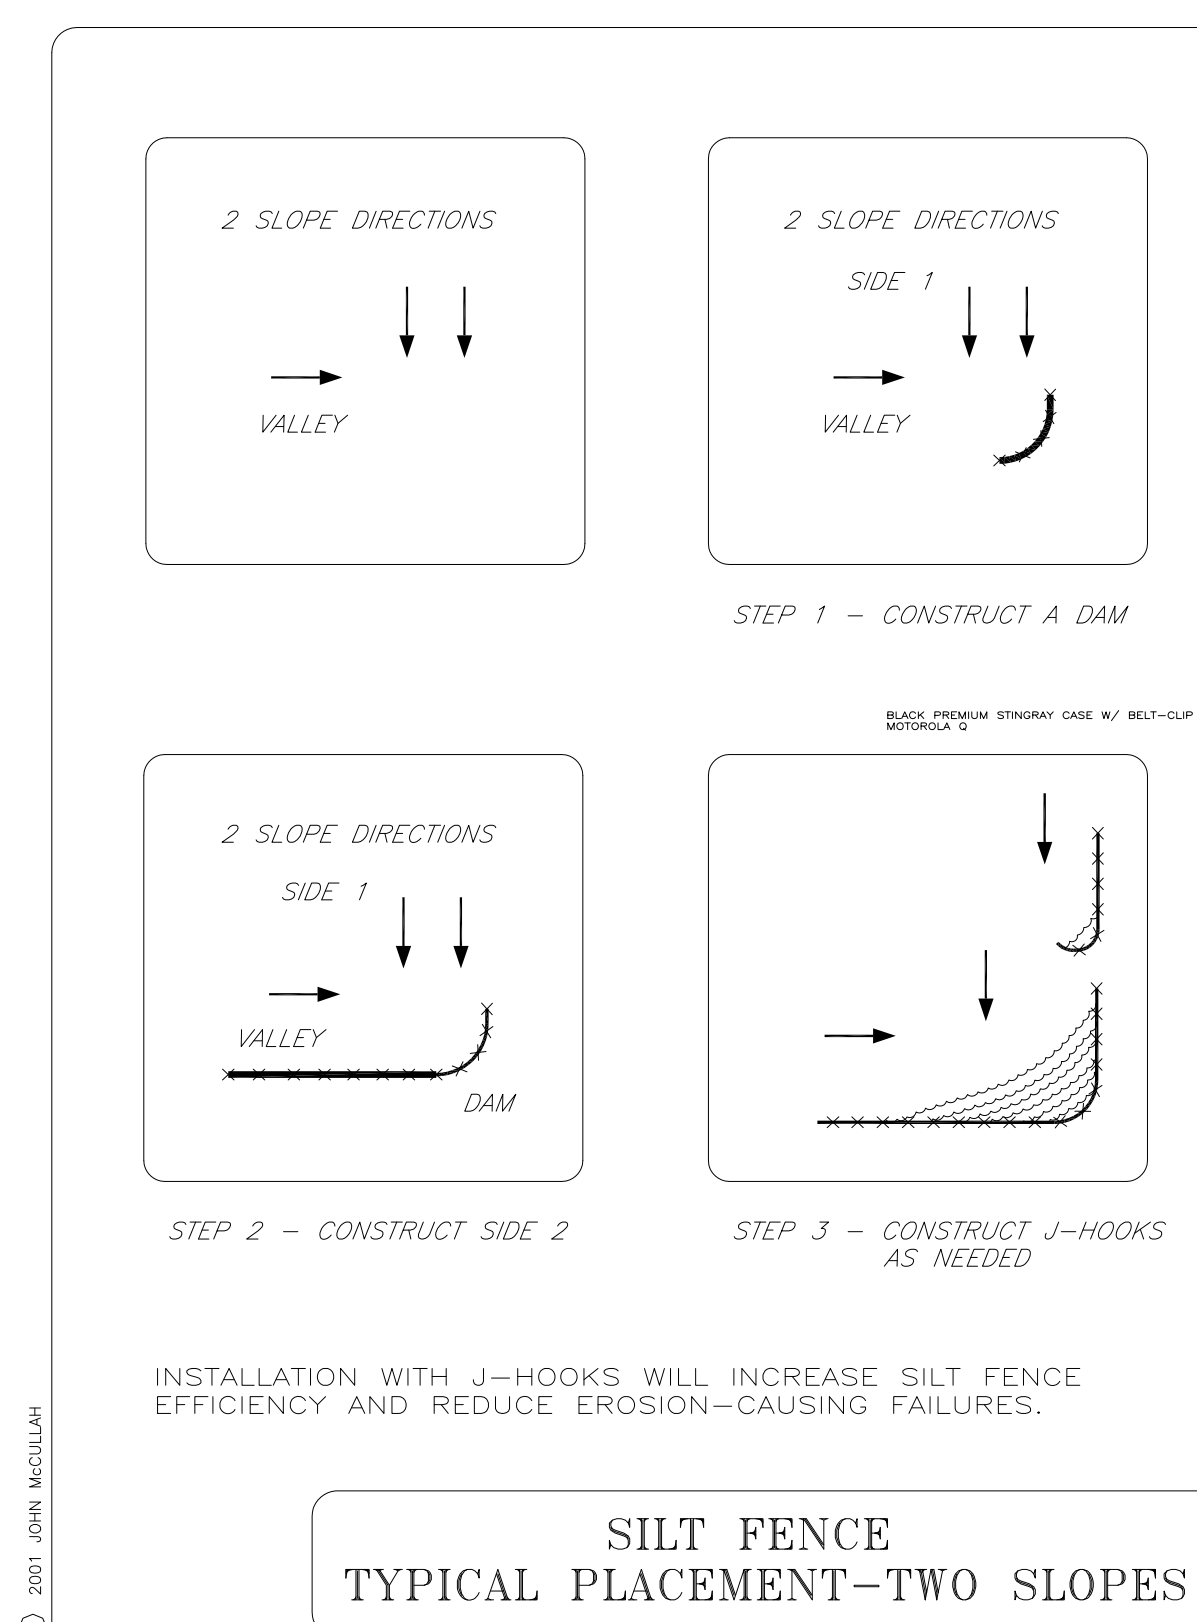 2 SLOPE DIRECTIONS
VALLEY
2 SLOPE DIRECTIONS
SIDE 1
VALLEY
STEP 1 - CONSTRUCT A DAM
BLACK PREMIUM STINGRAY CASE W/ BELT-CLIP
MOTOROLA Q
2 SLOPE DIRECTIONS
SIDE 1
VALLEY
DAM
STEP 2 - CONSTRUCT SIDE 2
STEP 3 - CONSTRUCT J-HOOKS
AS NEEDED
INSTALLATION WITH J-HOOKS WILL INCREASE SILT FENCE
EFFICIENCY AND REDUCE EROSION-CAUSING FAILURES.
2001 JOHN McCULLAH
SILT FENCE
TYPICAL PLACEMENT-TWO SLOPES